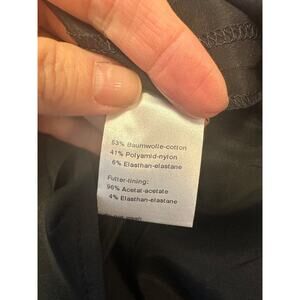 53% Baumwolle-cotton
41% Polyamid-nylon
6% Elasthan-elastane
Futter-lining:
96% Acetat-acetate
4% Elasthan-elastane